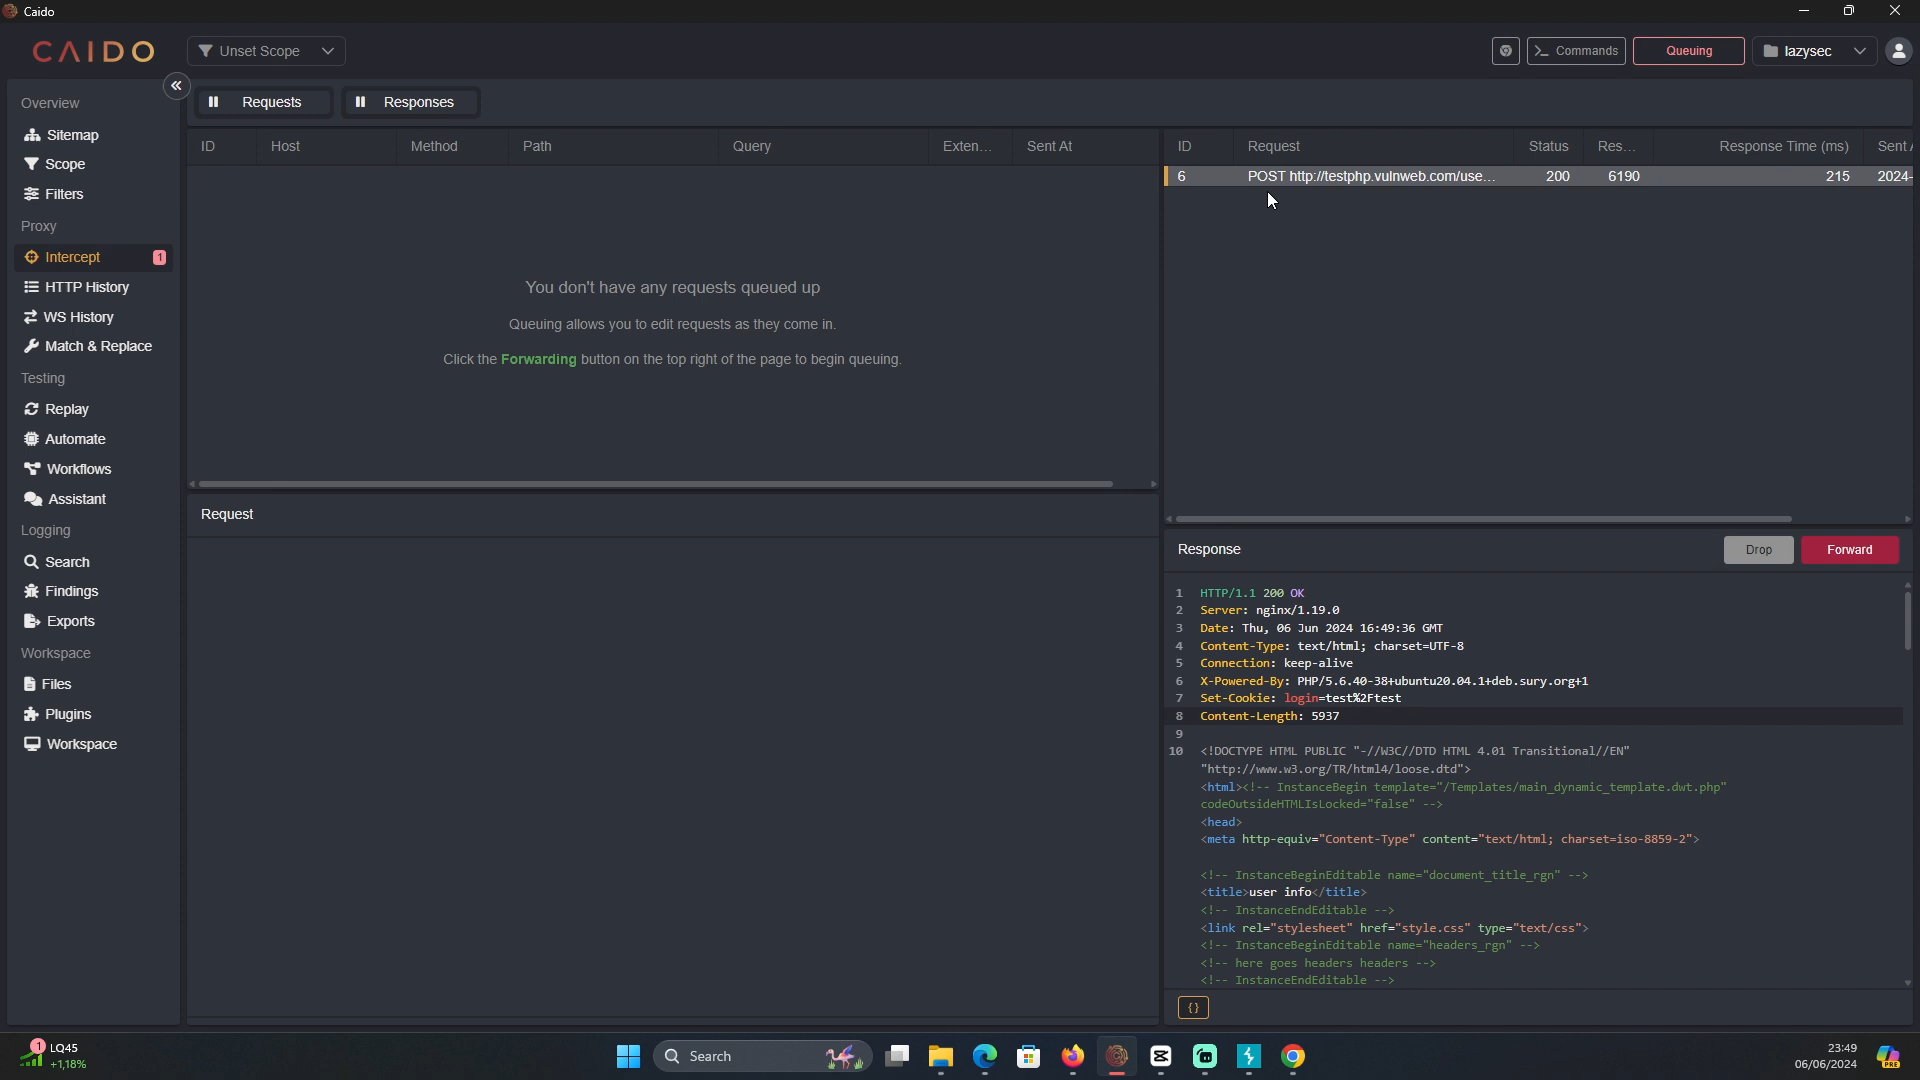 Caido
CAIDO
Unset Scope
Commands
Queuing
lazysec
Overview
Sitemap
Scope
Filters
Proxy
Intercept 1
HTTP History
WS History
Match & Replace
Testing
Replay
Automate
Workflows
Assistant
Logging
Search
Findings
Exports
Workspace
Files
Plugins
Workspace
Requests
Responses
ID Host Method Path Query Exten... Sent At
You don't have any requests queued up
Queuing allows you to edit requests as they come in.
Click the Forwarding button on the top right of the page to begin queuing.
Request
ID Request Status Res... Response Time (ms) Sent A
6 POST http://testphp.vulnweb.com/use... 200 6190 215 2024-
Response
Drop
Forward
1 HTTP/1.1 200 OK
2 Server: nginx/1.19.0
3 Date: Thu, 06 Jun 2024 16:49:36 GMT
4 Content-Type: text/html; charset=UTF-8
5 Connection: keep-alive
6 X-Powered-By: PHP/5.6.40-38+ubuntu20.04.1+deb.sury.org+1
7 Set-Cookie: login=test%2Ftest
8 Content-Length: 5937
9
10 <!DOCTYPE HTML PUBLIC "-//W3C//DTD HTML 4.01 Transitional//EN"
"http://www.w3.org/TR/html4/loose.dtd">
<html><!-- InstanceBegin template="/Templates/main_dynamic_template.dwt.php"
codeOutsideHTMLIsLocked="false" -->
<head>
<meta http-equiv="Content-Type" content="text/html; charset=iso-8859-2">
<!-- InstanceBeginEditable name="document_title_rgn" -->
<title>user info</title>
<!-- InstanceEndEditable -->
<link rel="stylesheet" href="style.css" type="text/css">
<!-- InstanceBeginEditable name="headers_rgn" -->
<!-- here goes headers headers -->
<!-- InstanceEndEditable -->
{}
1 LQ45
+1,18%
Search
23:49
06/06/2024
PRE